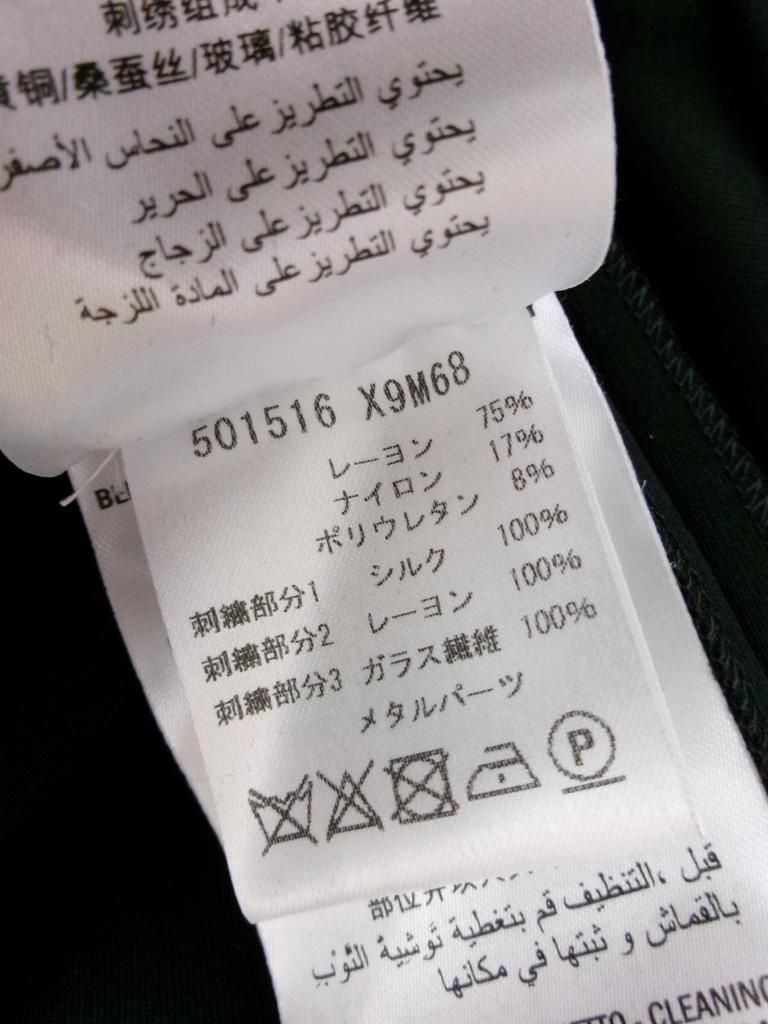 刺绣组成
黄铜/桑蚕丝/玻璃/粘胶纤维
يحتوي التطريز على النحاس الأصفر
يحتوي التطريز على الحرير
يحتوي التطريز على الزجاج
يحتوي التطريز على المادة اللزجة
501516 X9M68
レーヨン 75%
ナイロン 17%
ポリウレタン 8%
刺繍部分1 シルク 100%
刺繍部分2 レーヨン 100%
刺繍部分3 ガラス繊維 100%
メタルパーツ
P
部位并
قبل ،التنظيف قم بتغطية توشية الثوب
بالقماش و ثبتها في مكانها
- CLEANING